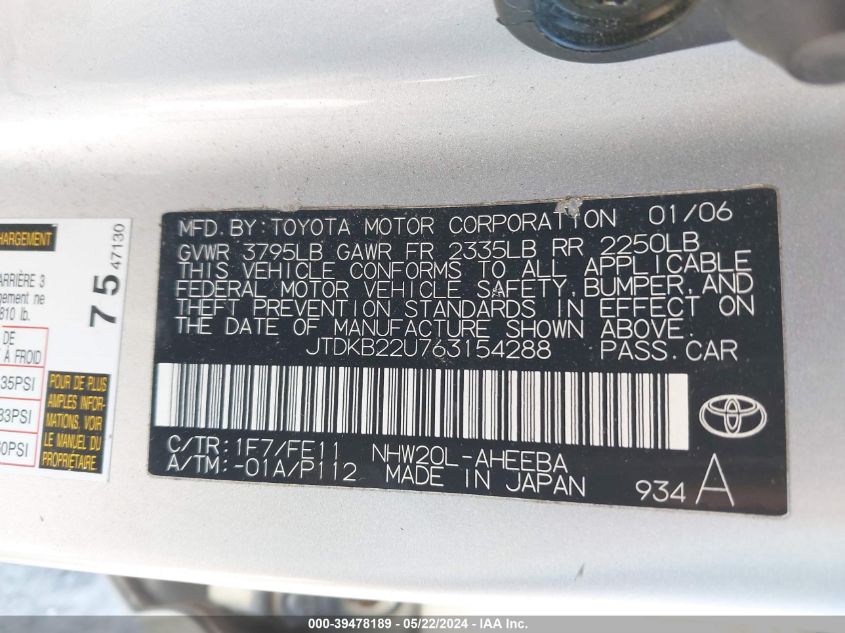 MFD. BY: TOYOTA MOTOR CORPORATION 01/06
GVWR 3795LB GAWR FR 2335LB RR 2250LB
THIS VEHICLE CONFORMS TO ALL APPLICABLE
FEDERAL MOTOR VEHICLE SAFETY, BUMPER, AND
THEFT PREVENTION STANDARDS IN EFFECT ON
THE DATE OF MANUFACTURE SHOWN ABOVE.
JTDKB22U763154288 PASS. CAR
C/TR: 1F7/FE11 NHW20L-AHEEBA
A/TM: -01A/P112 MADE IN JAPAN
934 A
HARGEMENT
ARRIÈRE 3
gement ne
810 lb.
75
47130
DE
À FROID
35PSI
33PSI
0PSI
POUR DE PLUS
AMPLES INFOR-
MATIONS, VOIR
LE MANUEL DU
PROPRIÉTAIRE.
000-39478189 - 05/22/2024 - IAA Inc.